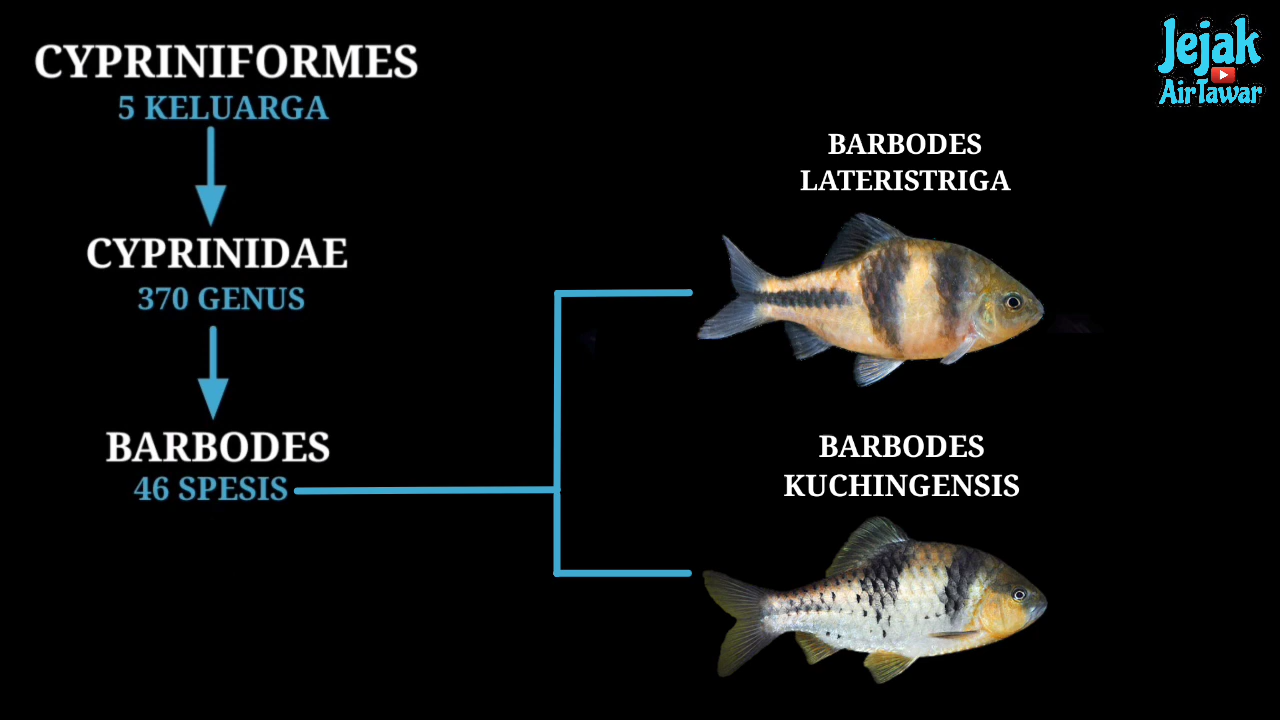 CYPRINIFORMES
5 KELUARGA
CYPRINIDAE
370 GENUS
BARBODES
46 SPESIS
BARBODES
LATERISTRIGA
BARBODES
KUCHINGENSIS
Jejak
AirTawar